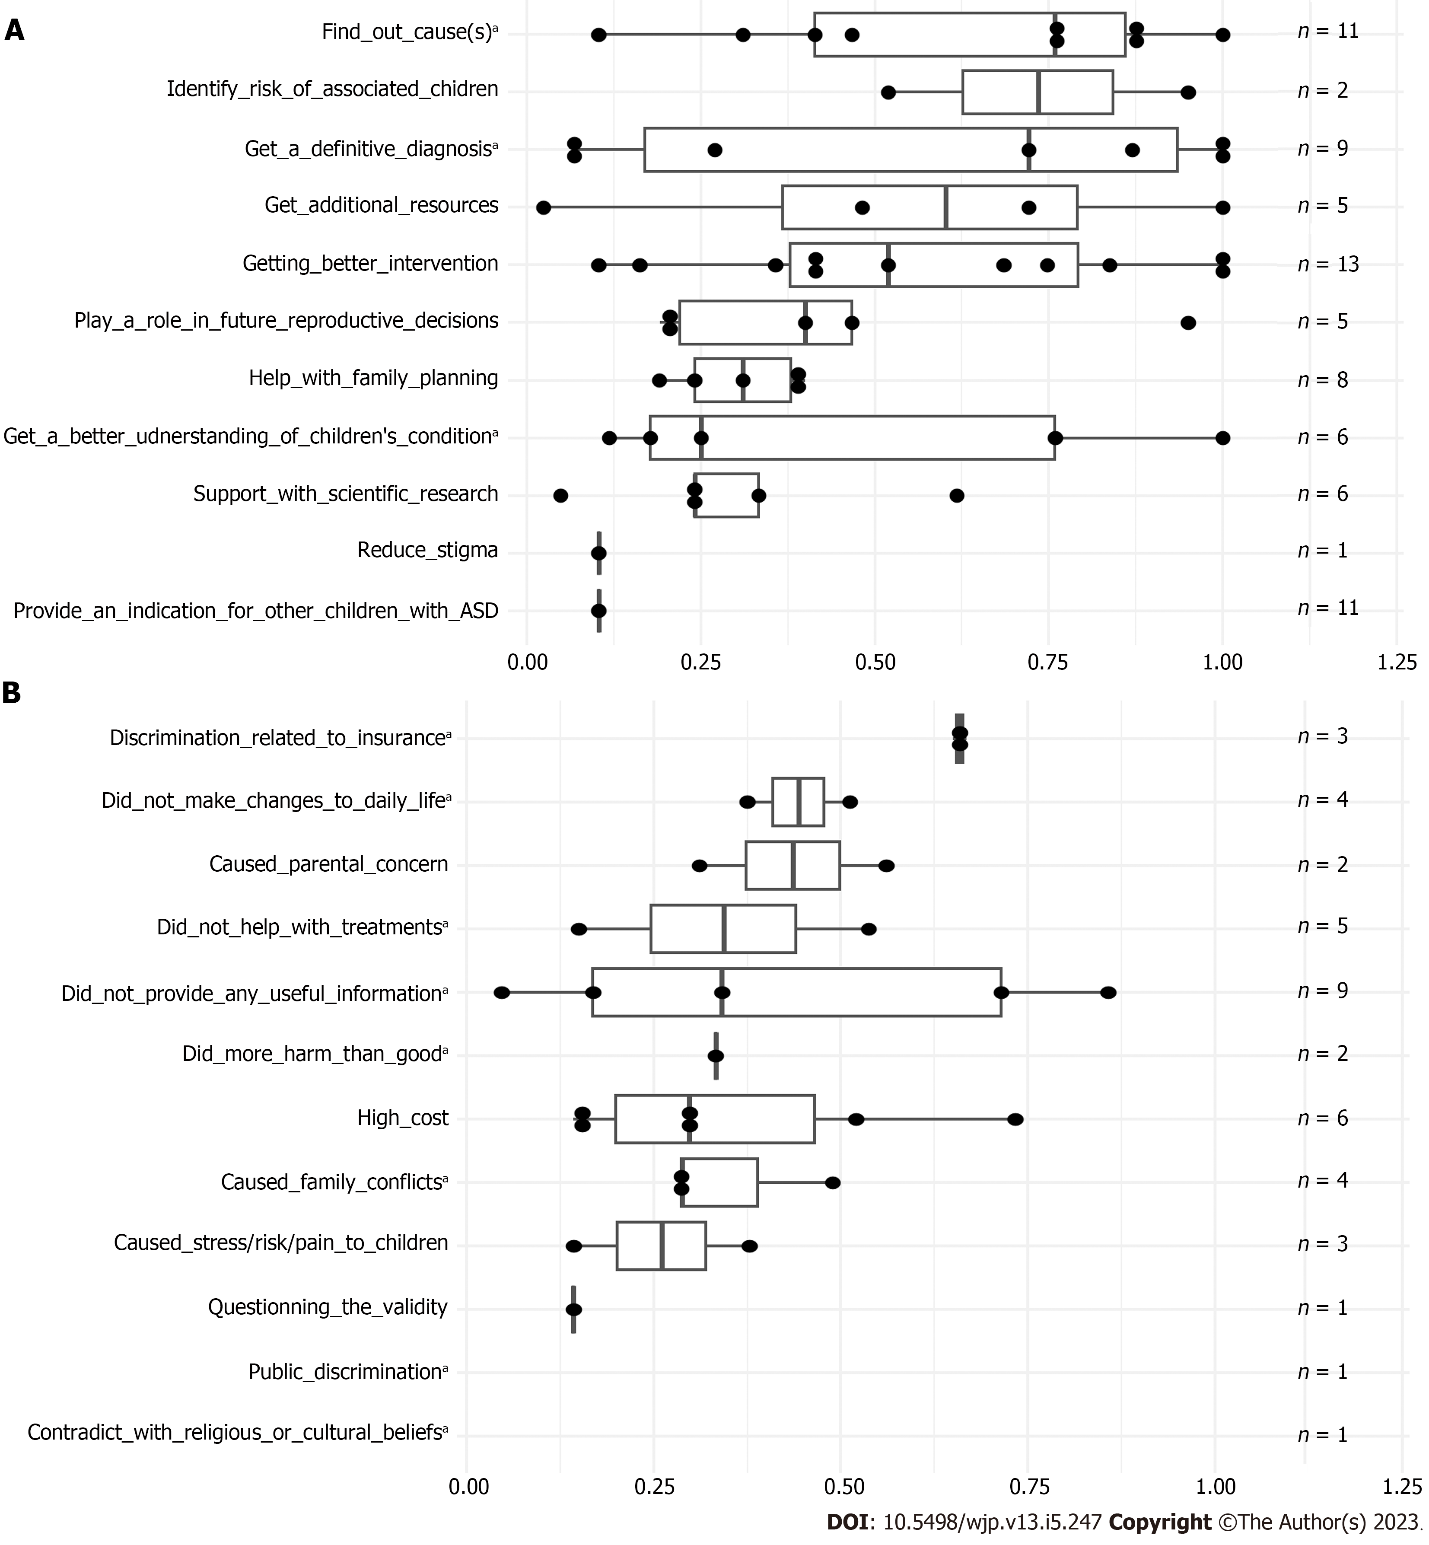 A
Find_out_cause(s)ᵃ n = 11
Identify_risk_of_associated_chidren n = 2
Get_a_definitive_diagnosisᵃ n = 9
Get_additional_resources n = 5
Getting_better_intervention n = 13
Play_a_role_in_future_reproductive_decisions n = 5
Help_with_family_planning n = 8
Get_a_better_udnerstanding_of_children's_conditionᵃ n = 6
Support_with_scientific_research n = 6
Reduce_stigma n = 1
Provide_an_indication_for_other_children_with_ASD n = 11
0.00 0.25 0.50 0.75 1.00 1.25
B
Discrimination_related_to_insuranceᵃ n = 3
Did_not_make_changes_to_daily_lifeᵃ n = 4
Caused_parental_concern n = 2
Did_not_help_with_treatmentsᵃ n = 5
Did_not_provide_any_useful_informationᵃ n = 9
Did_more_harm_than_goodᵃ n = 2
High_cost n = 6
Caused_family_conflictsᵃ n = 4
Caused_stress/risk/pain_to_children n = 3
Questionning_the_validity n = 1
Public_discriminationᵃ n = 1
Contradict_with_religious_or_cultural_beliefsᵃ n = 1
0.00 0.25 0.50 0.75 1.00 1.25
DOI: 10.5498/wjp.v13.i5.247 Copyright ©The Author(s) 2023.